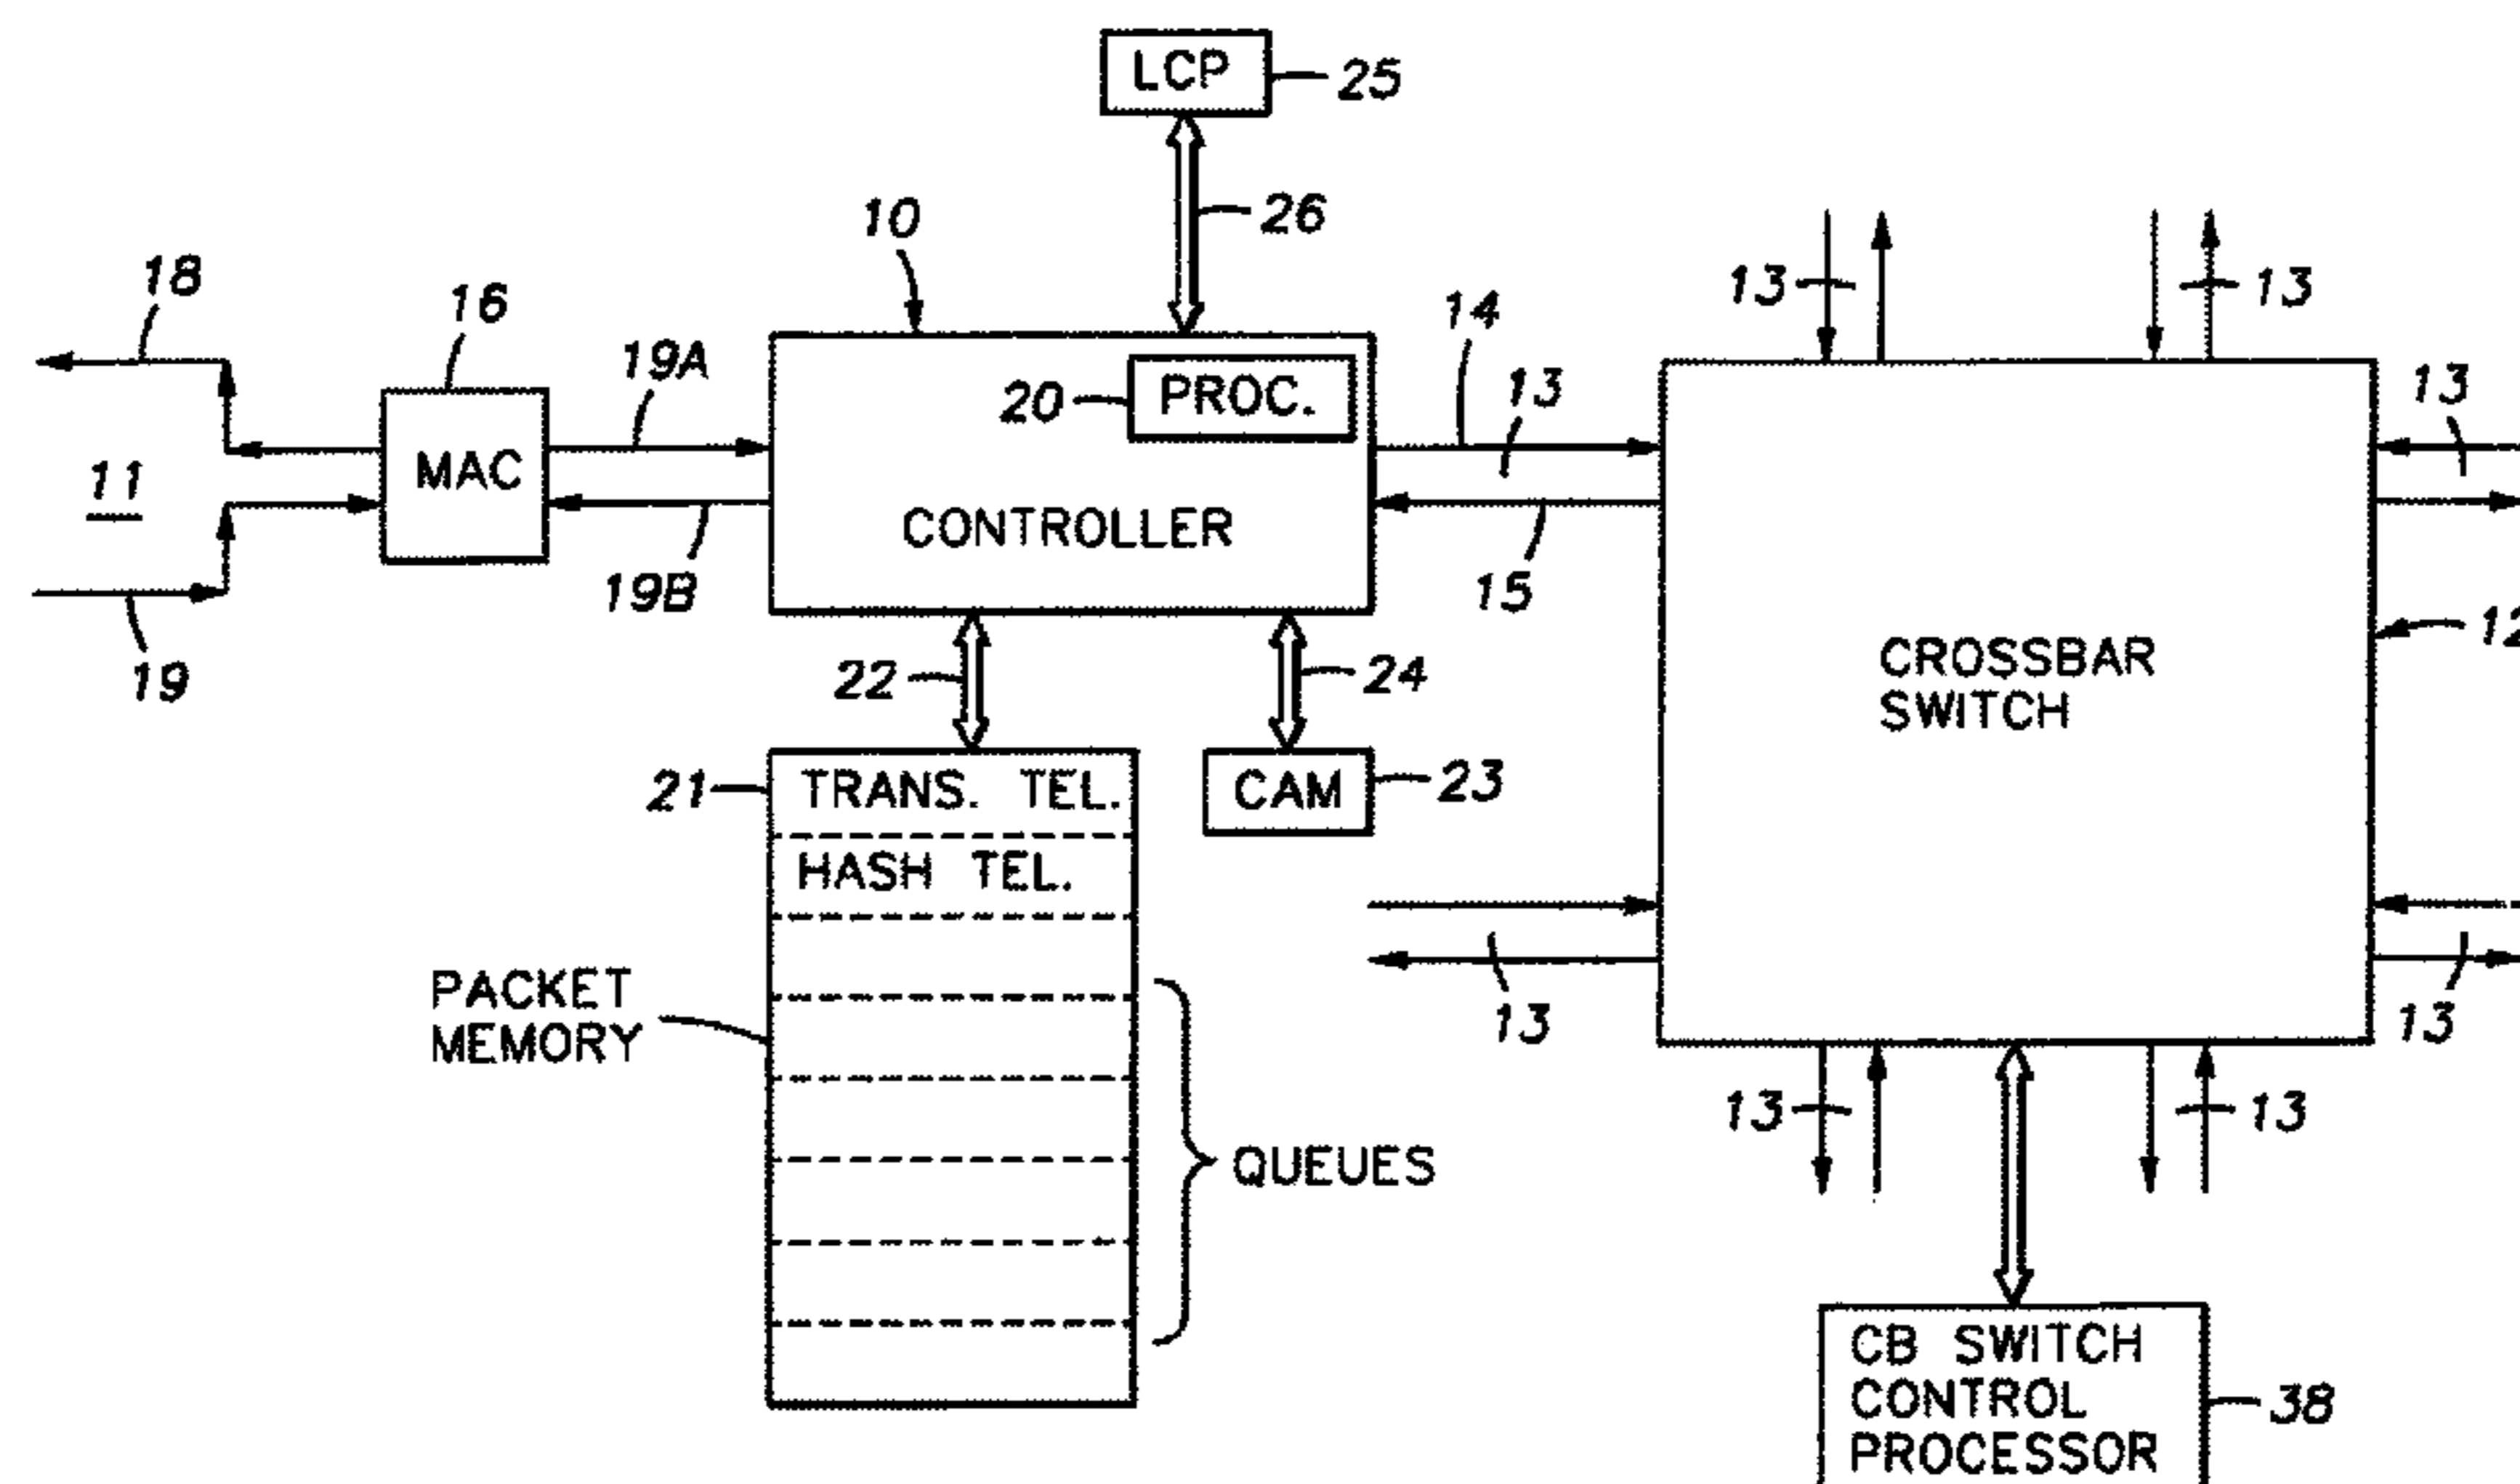 LCP
25
26
10
18
16
19A
14
13
13
13
13
20
PROC.
11
MAC
CONTROLLER
19B
15
19
22
24
12
CROSSBAR
SWITCH
21
TRANS. TEL.
CAM
23
HASH TEL.
PACKET
MEMORY
13
13
13
13
QUEUES
CB SWITCH
CONTROL
PROCESSOR
38